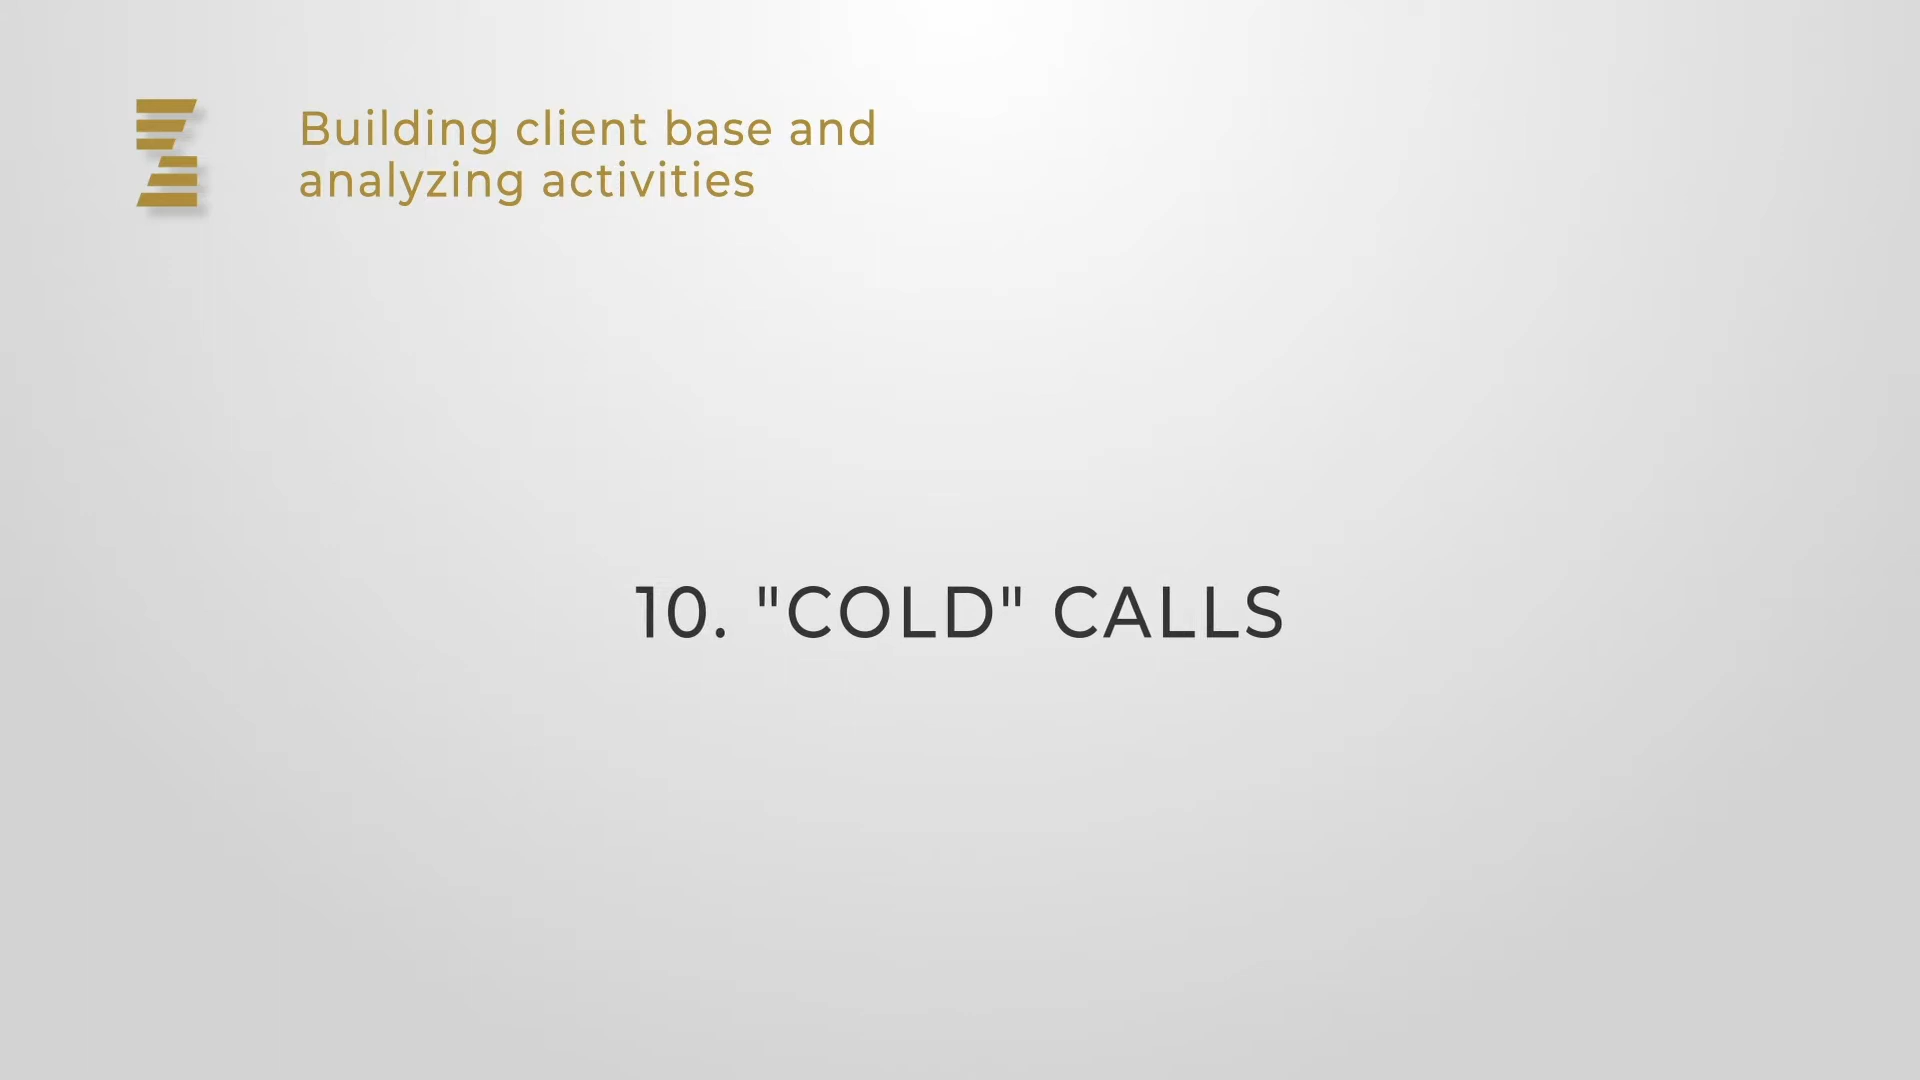 Building client base and
analyzing activities
10. "COLD" CALLS